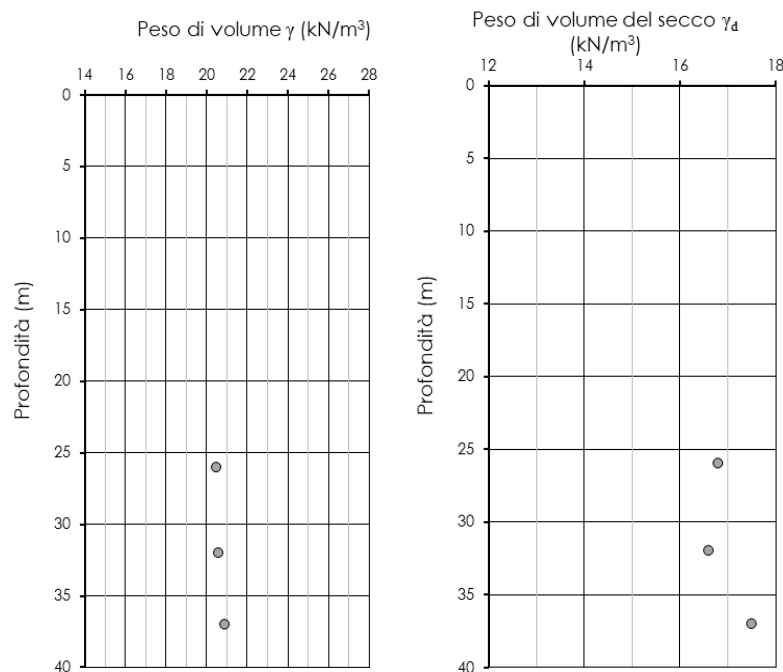 Peso di volume γ (kN/m³)
14 16 18 20 22 24 26 28
0
5
10
15
20
25
30
35
40
Profondità (m)
Peso di volume del secco γd
(kN/m³)
12 14 16 18
0
5
10
15
20
25
30
35
40
Profondità (m)